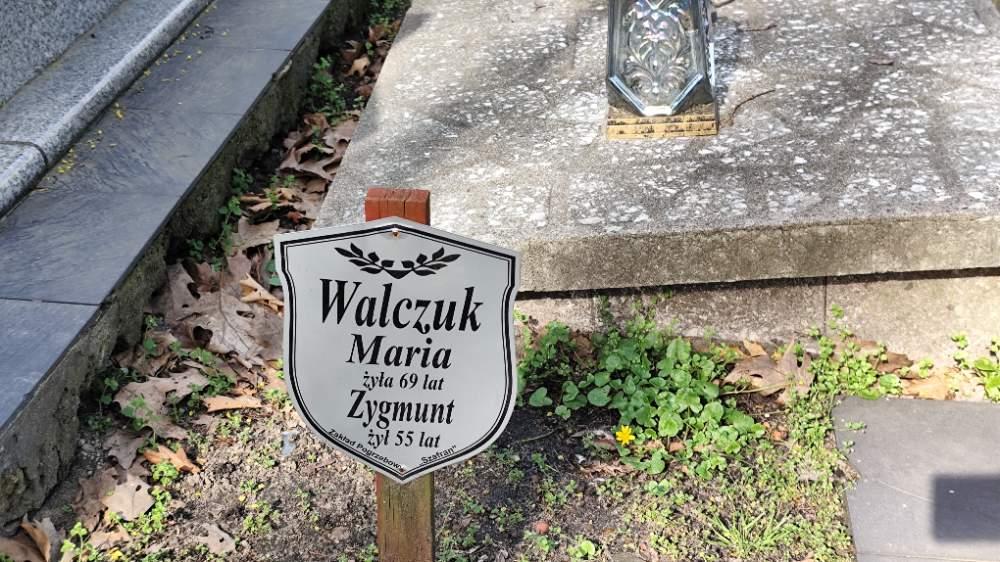 Walczuk
Maria
żyła 69 lat
Zygmunt
żył 55 lat
Zakład Pogrzebowy "Szafran"